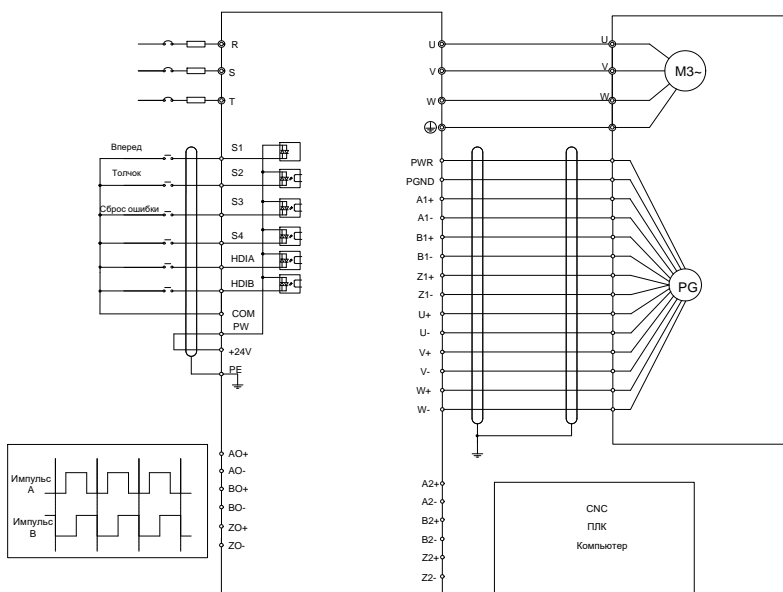 R
S
T
Вперед
S1
Толчок
S2
Сброс ошибки
S3
S4
HDIA
HDIB
COM
PW
+24V
PE
U
V
W
U
V
W
M3~
PWR
PGND
A1+
A1-
B1+
B1-
Z1+
Z1-
U+
U-
V+
V-
W+
W-
PG
AO+
AO-
BO+
BO-
ZO+
ZO-
Импульс
A
Импульс
B
A2+
A2-
B2+
B2-
Z2+
Z2-
CNC
ПЛК
Компьютер